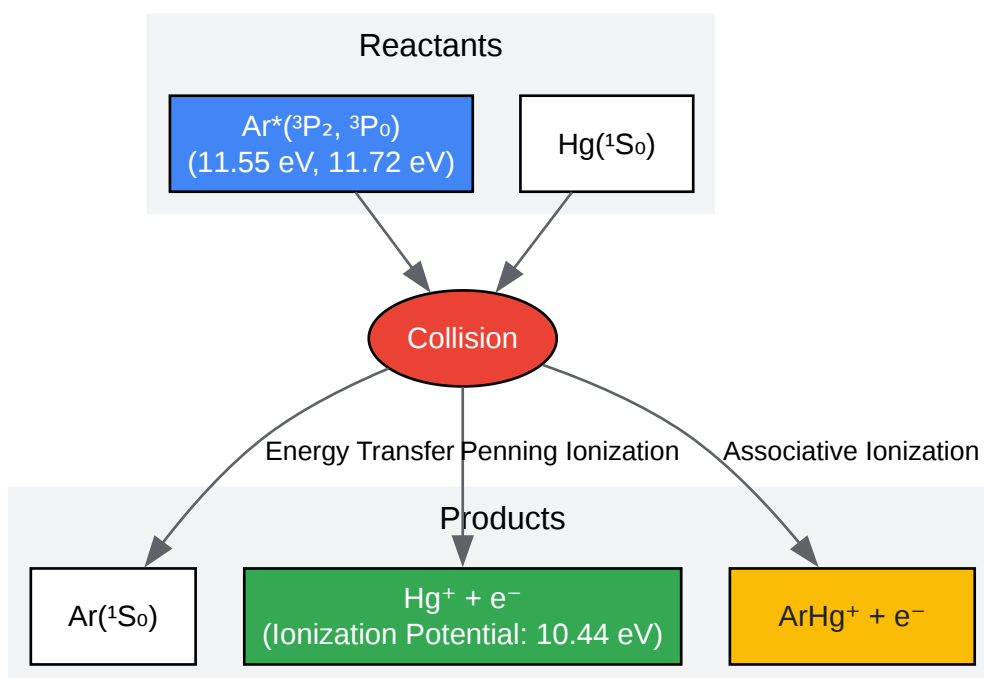 Reactants
Ar*(³P₂, ³P₀)
(11.55 eV, 11.72 eV)
Hg(¹S₀)
Collision
Energy Transfer
Penning Ionization
Associative Ionization
Products
Ar(¹S₀)
Hg⁺ + e⁻
(Ionization Potential: 10.44 eV)
ArHg⁺ + e⁻